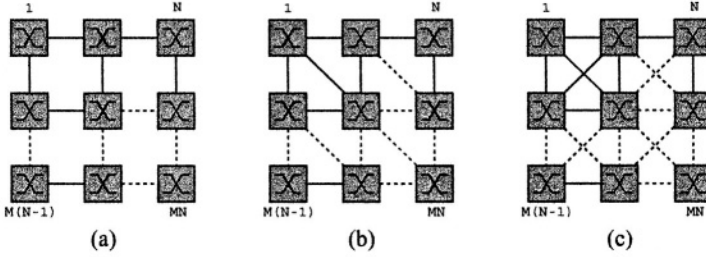 1 N 1 N 1 N
M(N-1) MN M(N-1) MN M(N-1) MN
(a) (b) (c)